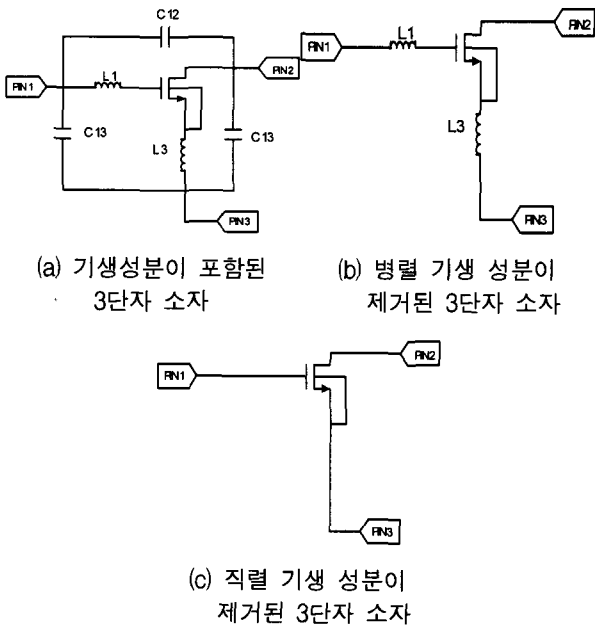 C12
L1
PIN1
PIN2
C13
L3
C13
PIN3
(a) 기생성분이 포함된
3단자 소자
PIN1
L1
PIN2
L3
PIN3
(b) 병렬 기생 성분이
제거된 3단자 소자
PIN1
PIN2
PIN3
(c) 직렬 기생 성분이
제거된 3단자 소자